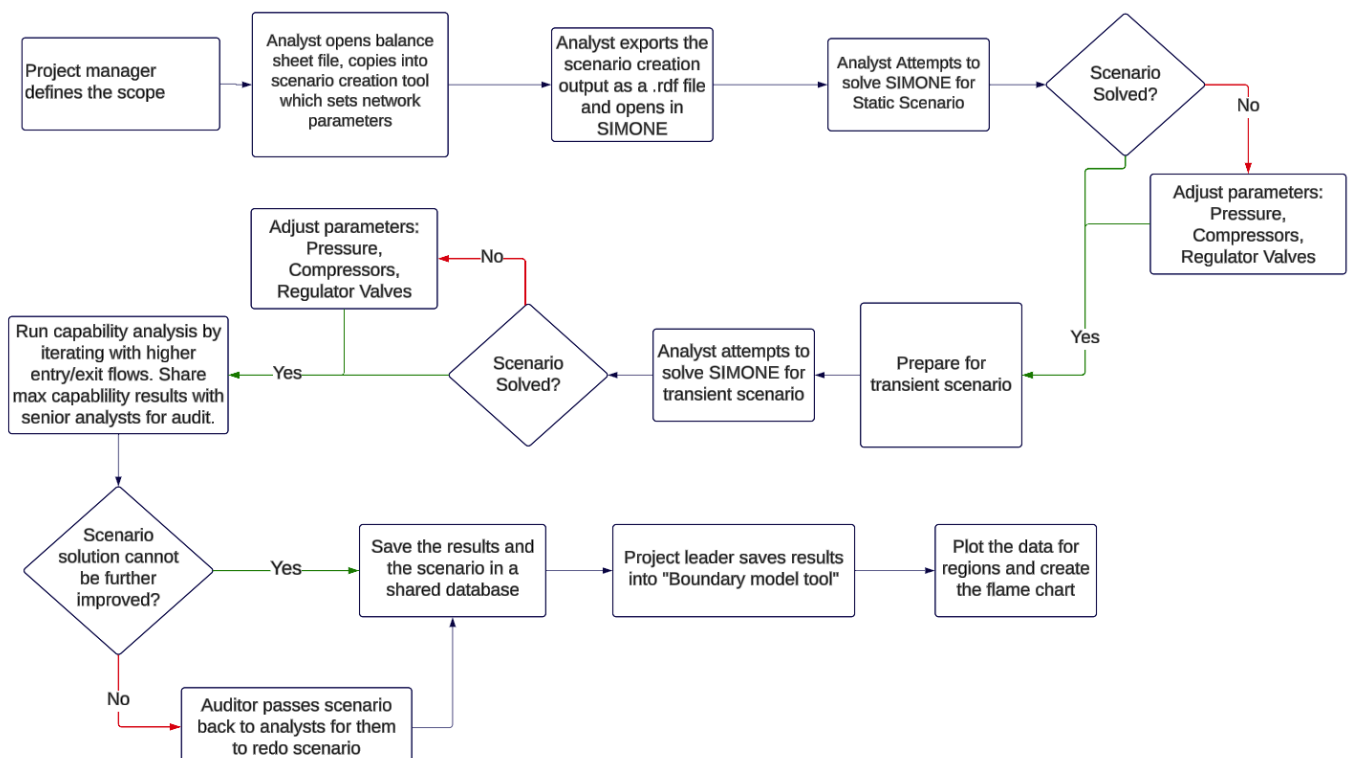 Project manager
defines the scope
Analyst opens balance
sheet file, copies into
scenario creation tool
which sets network
parameters
Analyst exports the
scenario creation
output as a .rdf file
and opens in
SIMONE
Analyst Attempts to
solve SIMONE for
Static Scenario
Scenario
Solved?
No
Adjust parameters:
Pressure,
Compressors,
Regulator Valves
Yes
Prepare for
transient scenario
Analyst attempts to
solve SIMONE for
transient scenario
Scenario
Solved?
No
Adjust parameters:
Pressure,
Compressors,
Regulator Valves
Yes
Run capability analysis by
iterating with higher
entry/exit flows. Share
max capablility results with
senior analysts for audit.
Scenario
solution cannot
be further
improved?
Yes
Save the results and
the scenario in a
shared database
Project leader saves results
into "Boundary model tool"
Plot the data for
regions and create
the flame chart
No
Auditor passes scenario
back to analysts for them
to redo scenario